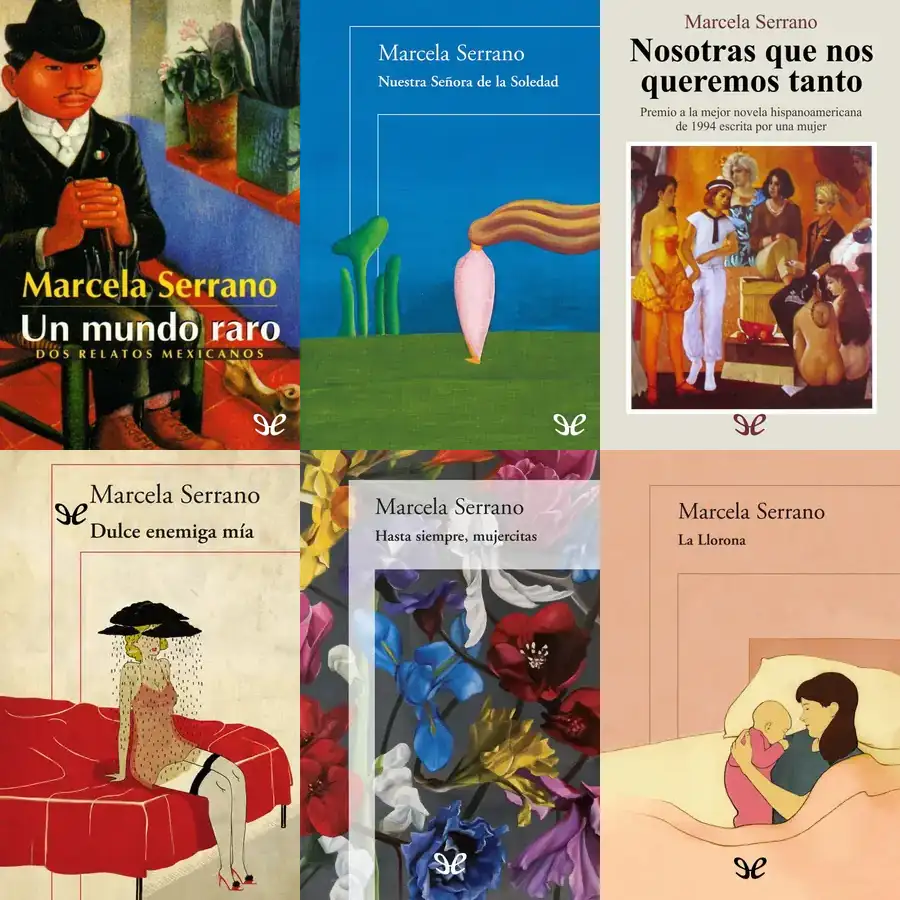 Marcela Serrano
Un mundo raro
DOS RELATOS MEXICANOS
Marcela Serrano
Nuestra Señora de la Soledad
Marcela Serrano
Nosotras que nos
queremos tanto
Premio a la mejor novela hispanoamericana
de 1994 escrita por una mujer
Marcela Serrano
Dulce enemiga mía
Marcela Serrano
Hasta siempre, mujercitas
Marcela Serrano
La Llorona